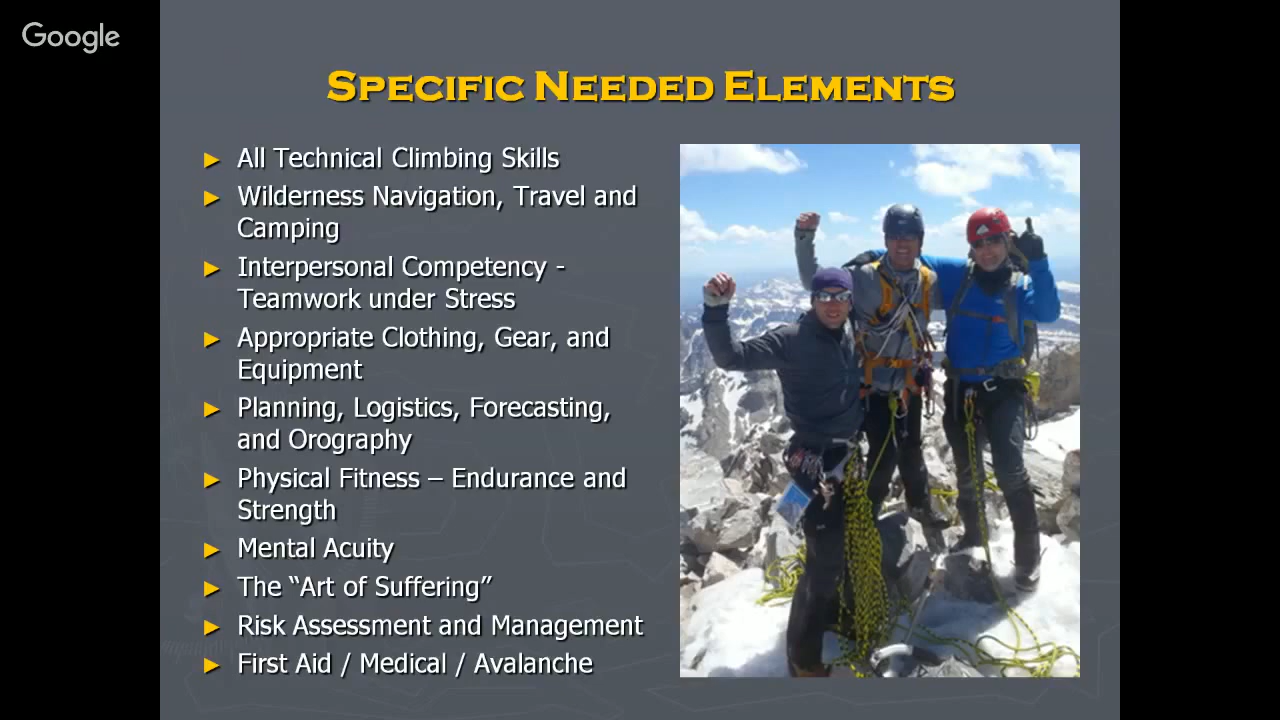 Google
Specific Needed Elements
► All Technical Climbing Skills
► Wilderness Navigation, Travel and
Camping
► Interpersonal Competency -
Teamwork under Stress
► Appropriate Clothing, Gear, and
Equipment
► Planning, Logistics, Forecasting,
and Orography
► Physical Fitness – Endurance and
Strength
► Mental Acuity
► The “Art of Suffering”
► Risk Assessment and Management
► First Aid / Medical / Avalanche